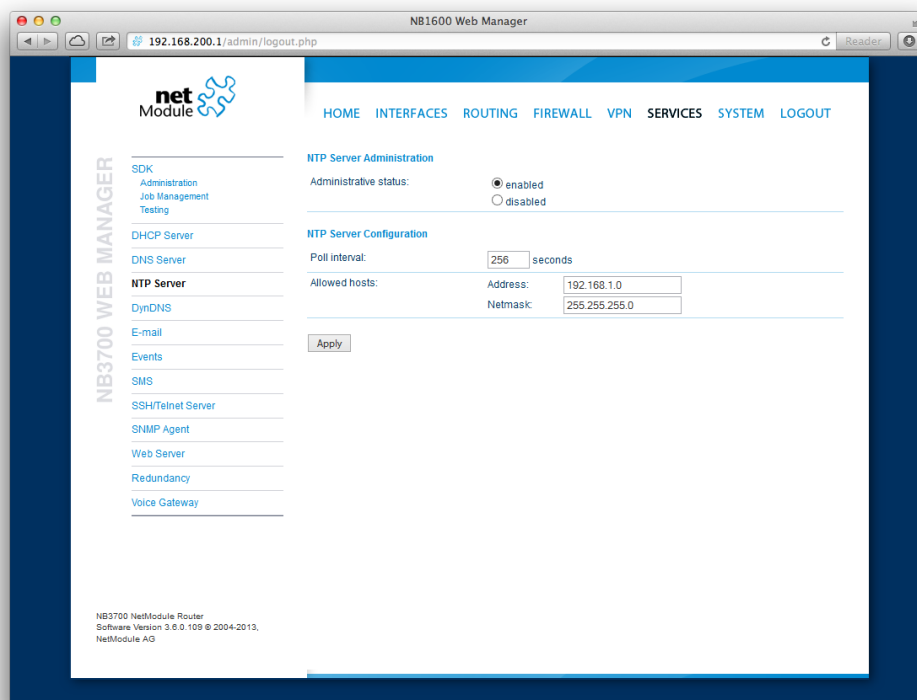 NB1600 Web Manager
192.168.200.1/admin/logout.php
Reader
net
Module
HOME INTERFACES ROUTING FIREWALL VPN SERVICES SYSTEM LOGOUT
NB3700 WEB MANAGER
SDK
Administration
Job Management
Testing
DHCP Server
DNS Server
NTP Server
DynDNS
E-mail
Events
SMS
SSH/Telnet Server
SNMP Agent
Web Server
Redundancy
Voice Gateway
NTP Server Administration
Administrative status:
enabled
disabled
NTP Server Configuration
Poll interval: 256 seconds
Allowed hosts: Address: 192.168.1.0
Netmask: 255.255.255.0
Apply
NB3700 NetModule Router
Software Version 3.6.0.109 © 2004-2013,
NetModule AG